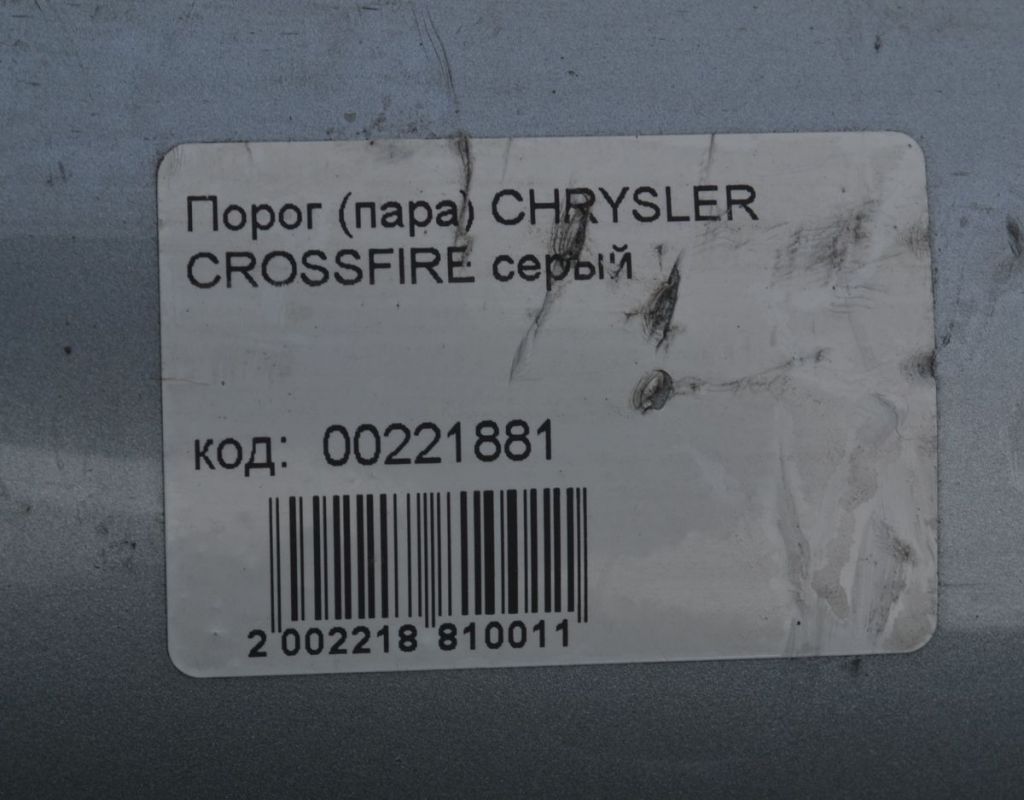 Порог (пара) CHRYSLER
CROSSFIRE серый
код: 00221881
2 002218 810011